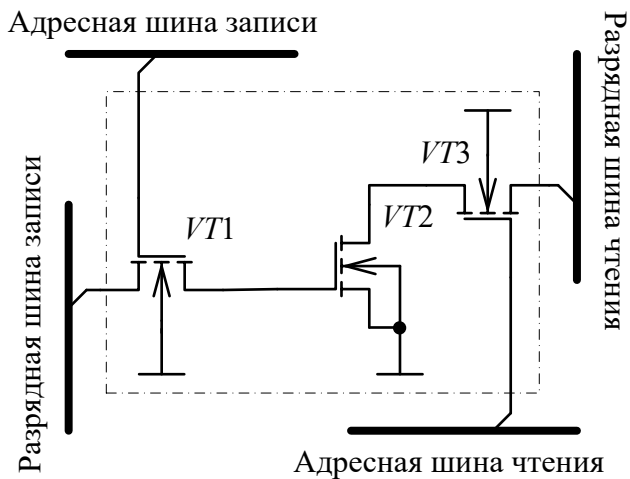 Адресная шина записи
Разрядная шина чтения
VT3
Разрядная шина записи
VT1
VT2
Адресная шина чтения